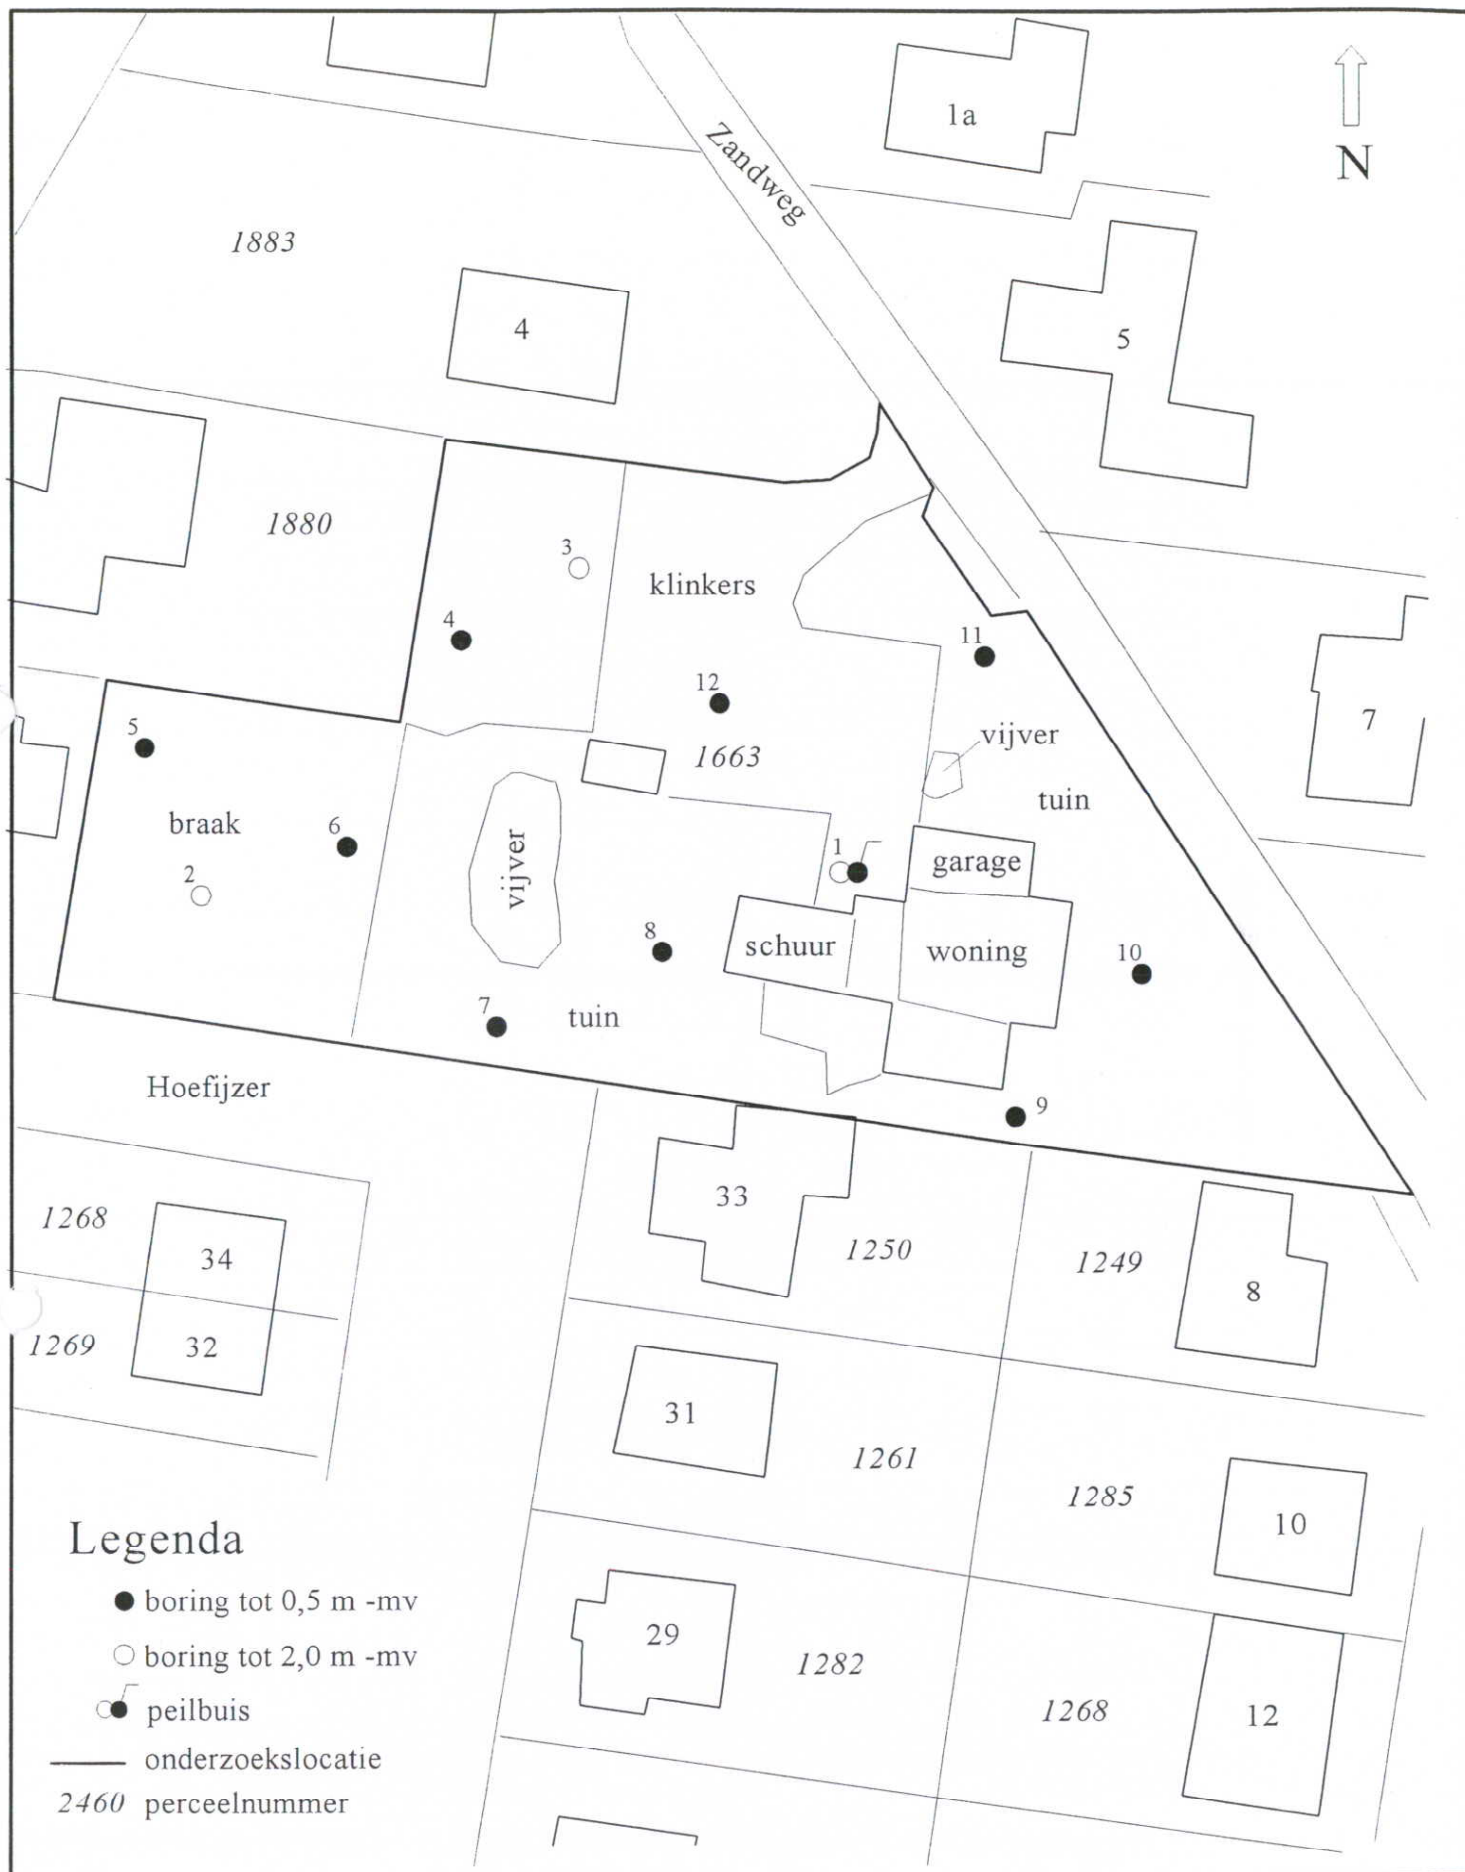 1a
N
Zandweg
1883
4
5
1880
3
klinkers
4
11
12
5
vijver
7
1663
tuin
braak
6
1
garage
2
vijver
8
schuur
woning
10
7
tuin
Hoefijzer
9
33
1268
34
1250
1249
8
1269
32
31
1261
1285
10
Legenda
boring tot 0,5 m -mv
boring tot 2,0 m -mv
29
1282
peilbuis
1268
12
onderzoekslocatie
2460 perceelnummer